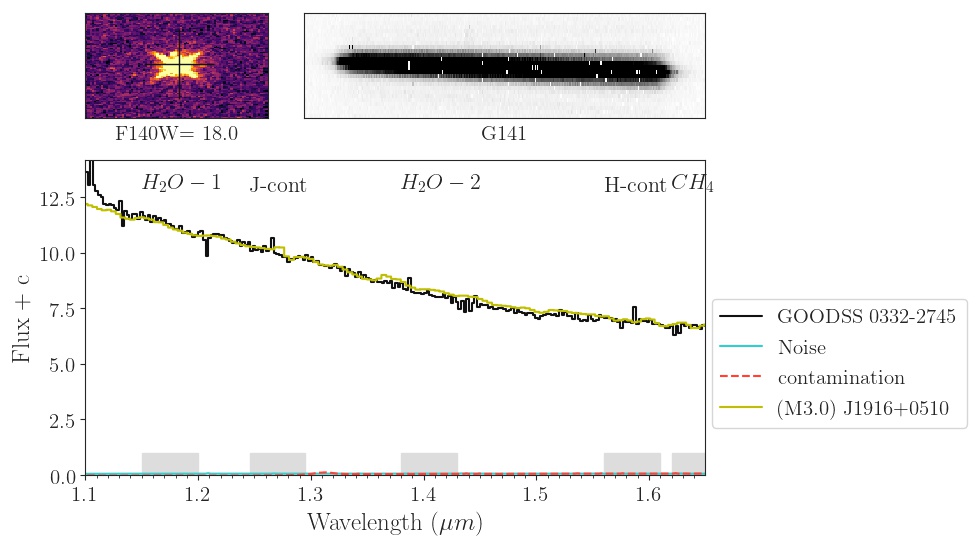 F140W= 18.0
G141
H₂O − 1
J-cont
H₂O − 2
H-cont
CH₄
12.5
10.0
7.5
5.0
2.5
0.0
Flux + c
1.1
1.2
1.3
1.4
1.5
1.6
Wavelength (μm)
GOODSS 0332-2745
Noise
contamination
(M3.0) J1916+0510